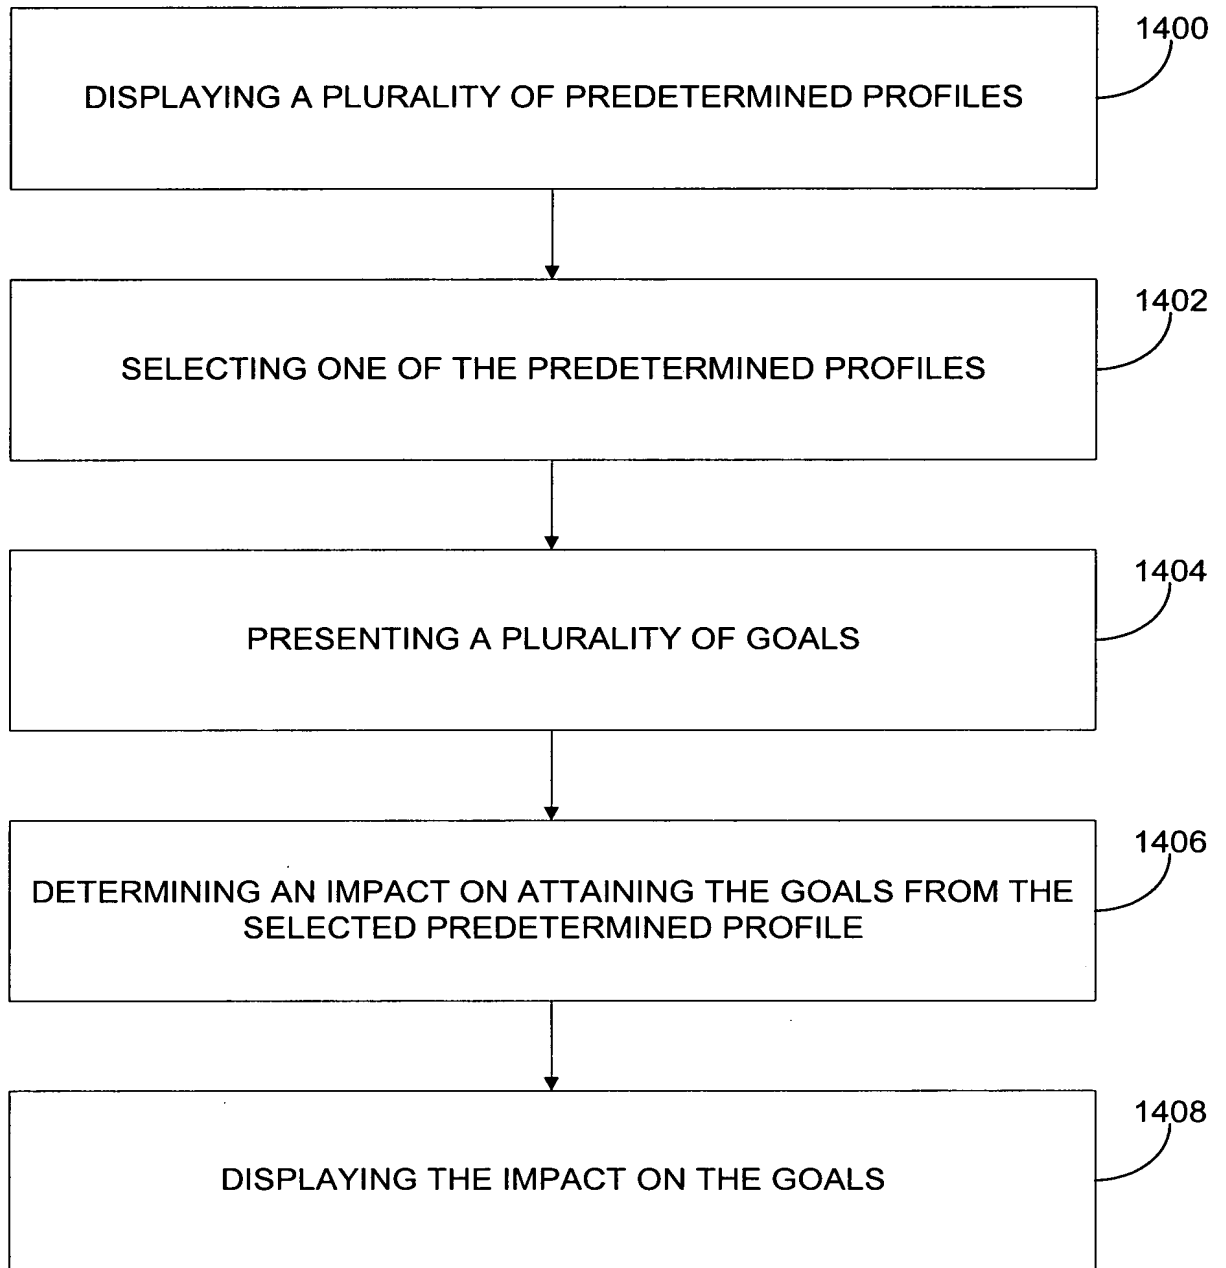 1400
DISPLAYING A PLURALITY OF PREDETERMINED PROFILES
1402
SELECTING ONE OF THE PREDETERMINED PROFILES
1404
PRESENTING A PLURALITY OF GOALS
1406
DETERMINING AN IMPACT ON ATTAINING THE GOALS FROM THE
SELECTED PREDETERMINED PROFILE
1408
DISPLAYING THE IMPACT ON THE GOALS